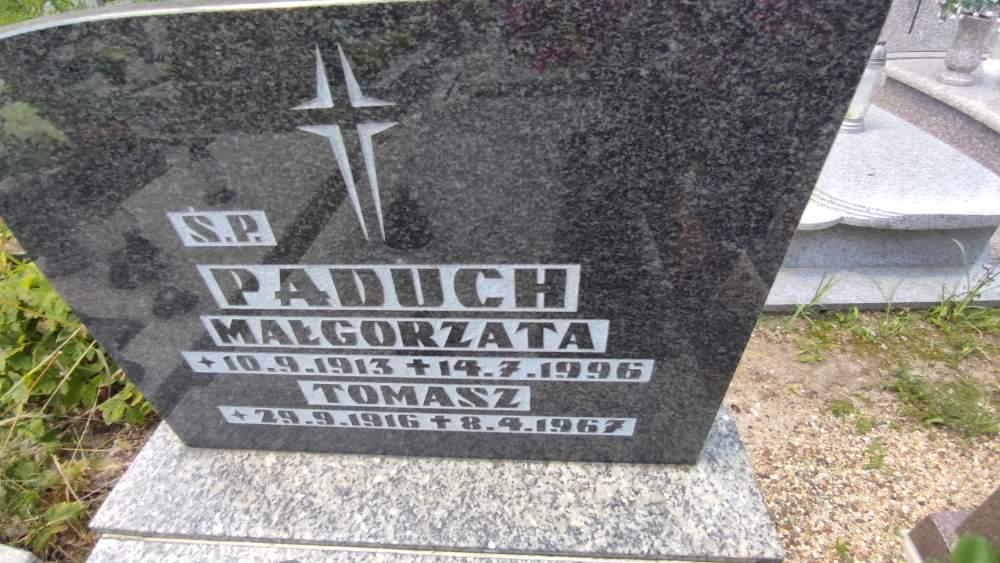 Ś.P.
PADUCH
MAŁGORZATA
✦ 10.9.1913 ✝ 14.7.1996
TOMASZ
✦ 29.9.1916 ✝ 8.4.1967